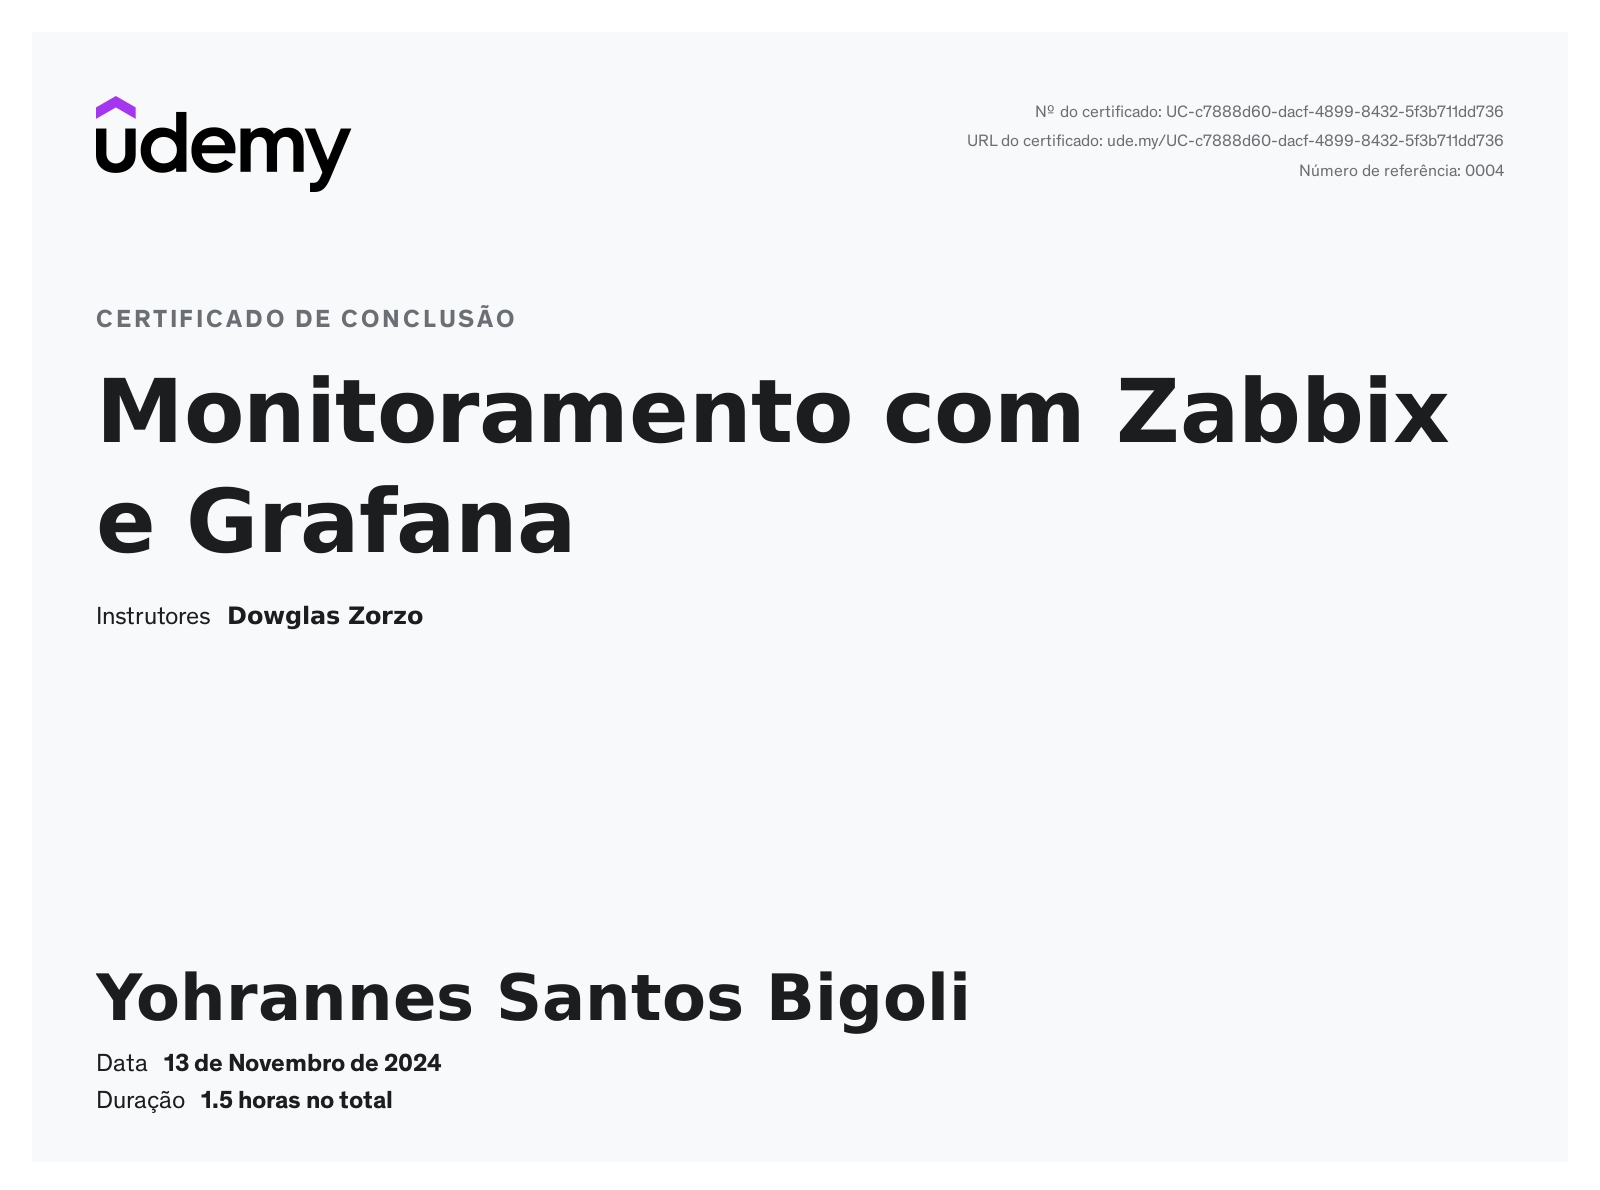 udemy
Nº do certificado: UC-c7888d60-dacf-4899-8432-5f3b711dd736
URL do certificado: ude.my/UC-c7888d60-dacf-4899-8432-5f3b711dd736
Número de referência: 0004
CERTIFICADO DE CONCLUSÃO
Monitoramento com Zabbix
e Grafana
Instrutores Dowglas Zorzo
Yohrannes Santos Bigoli
Data 13 de Novembro de 2024
Duração 1.5 horas no total